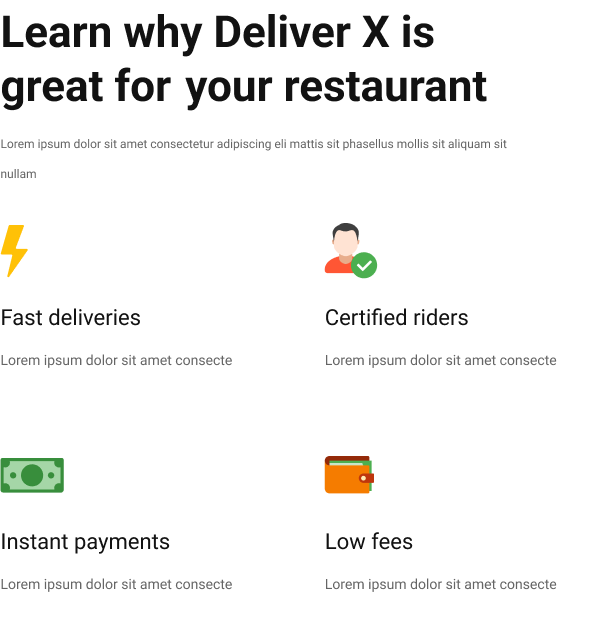 Learn why Deliver X is
great for your restaurant
Lorem ipsum dolor sit amet consectetur adipiscing eli mattis sit phasellus mollis sit aliquam sit
nullam
Fast deliveries
Lorem ipsum dolor sit amet consecte
Certified riders
Lorem ipsum dolor sit amet consecte
Instant payments
Lorem ipsum dolor sit amet consecte
Low fees
Lorem ipsum dolor sit amet consecte